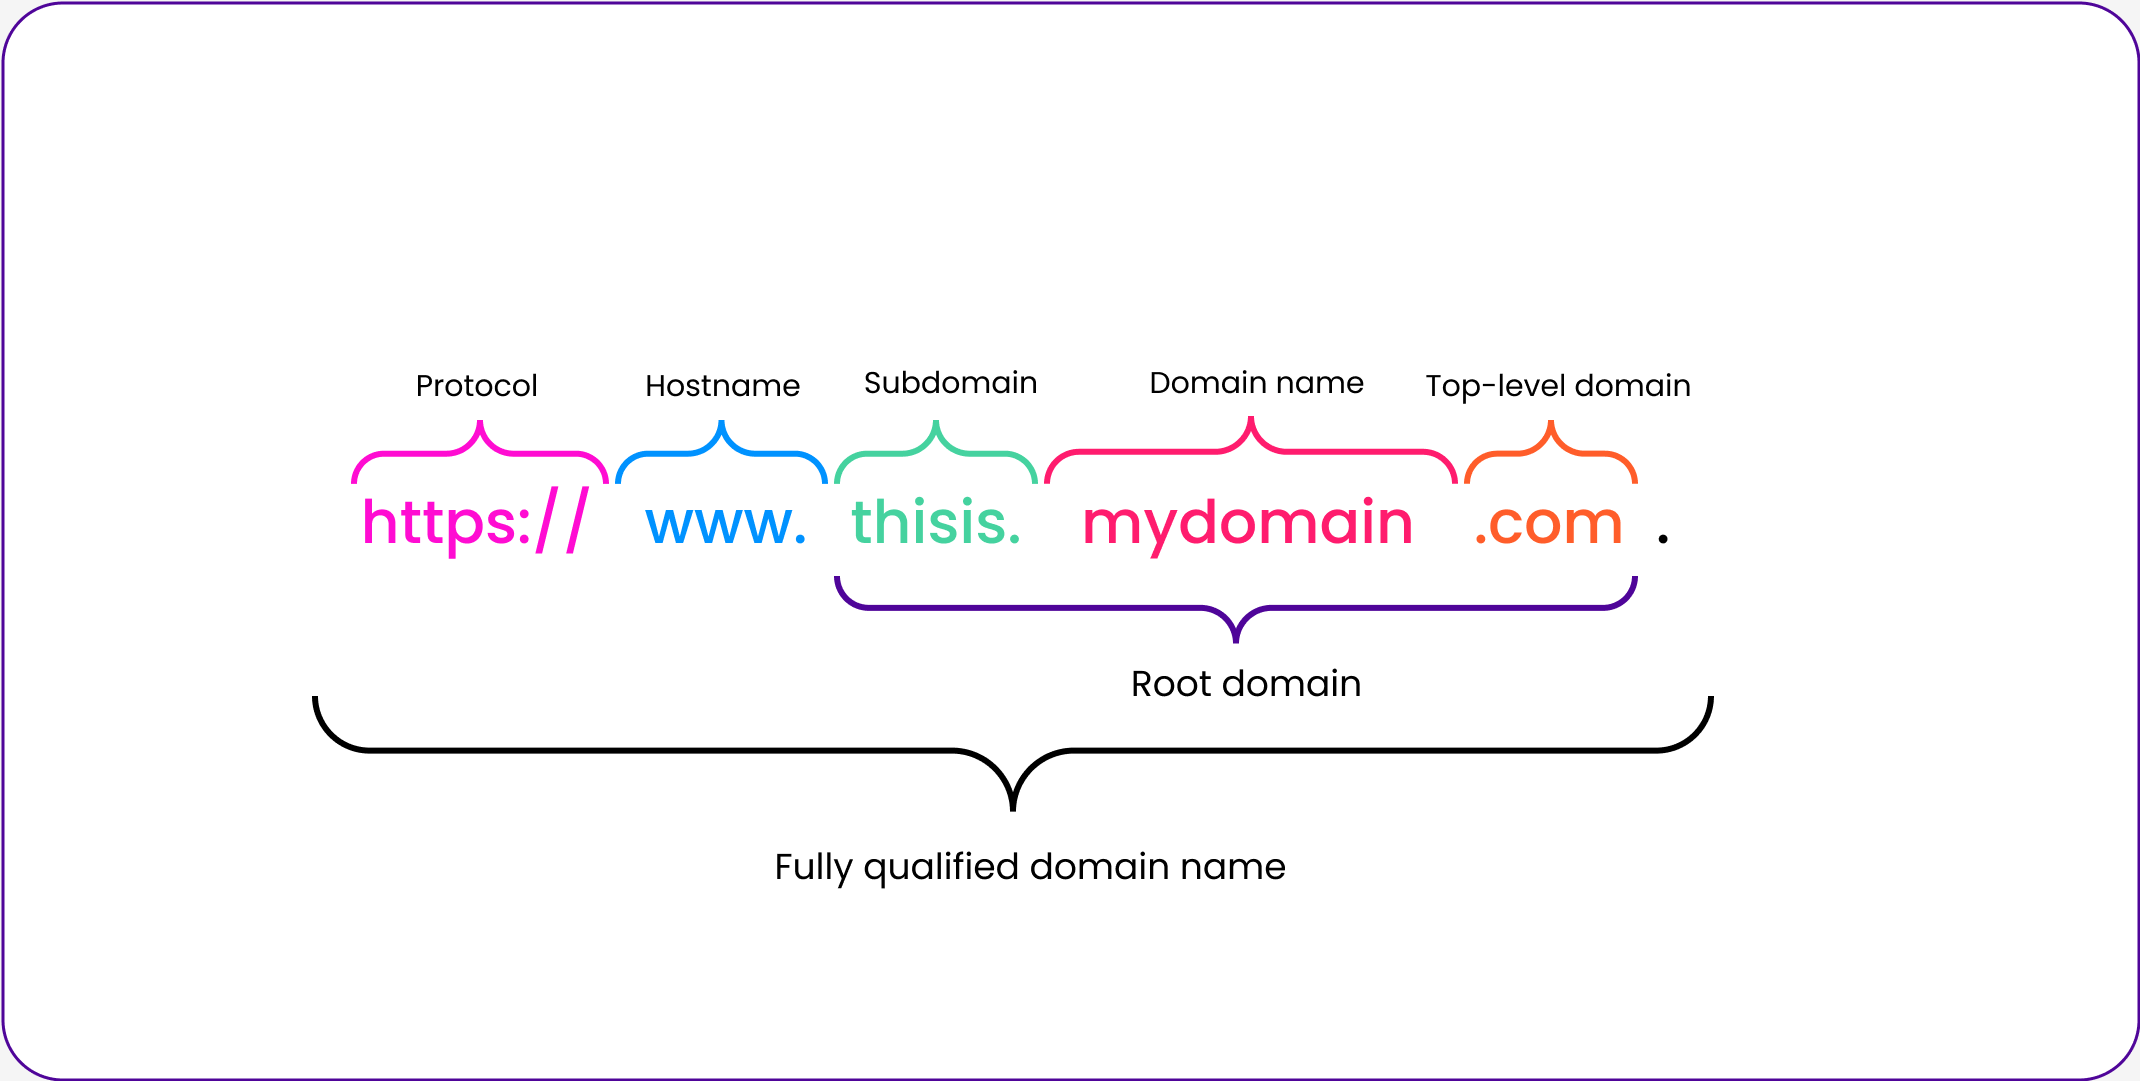 Protocol Hostname Subdomain Domain name Top-level domain
https:// www. thisis. mydomain .com .
Root domain
Fully qualified domain name